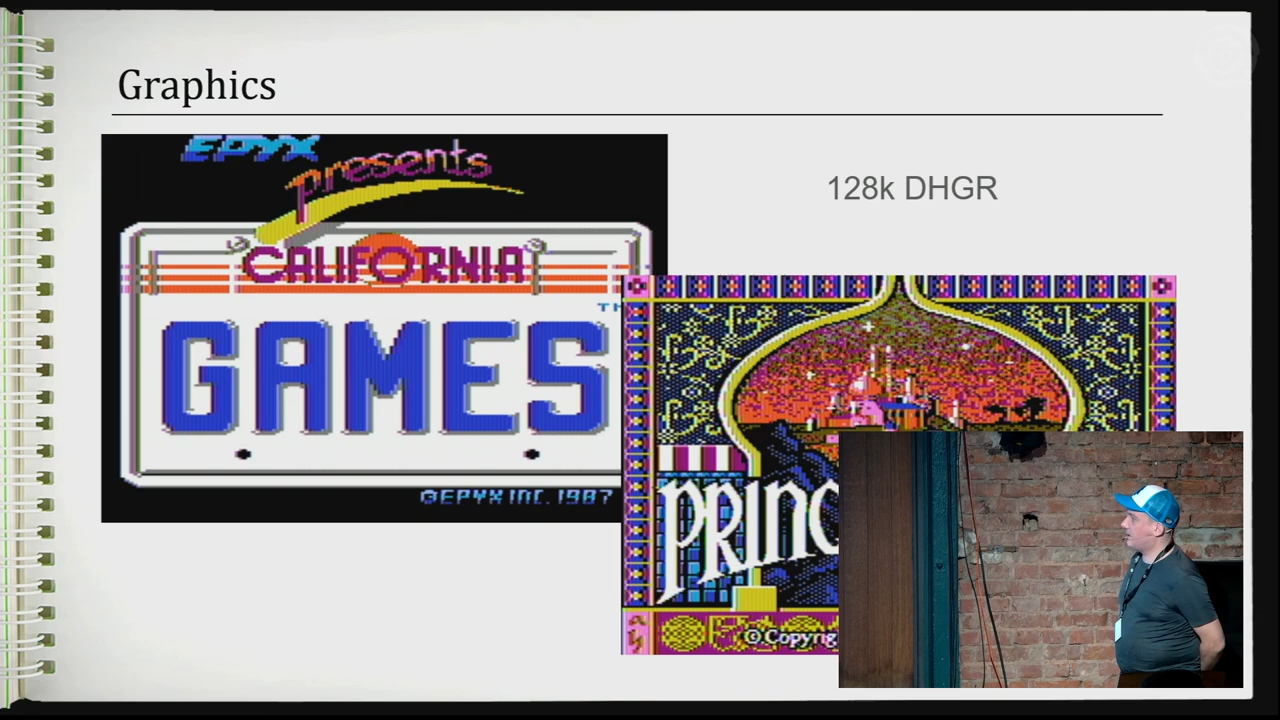 Graphics
EPYX
presents
CALIFORNIA
GAMES
©EPYX INC. 1987
128k DHGR
PRINC
© Copyrig